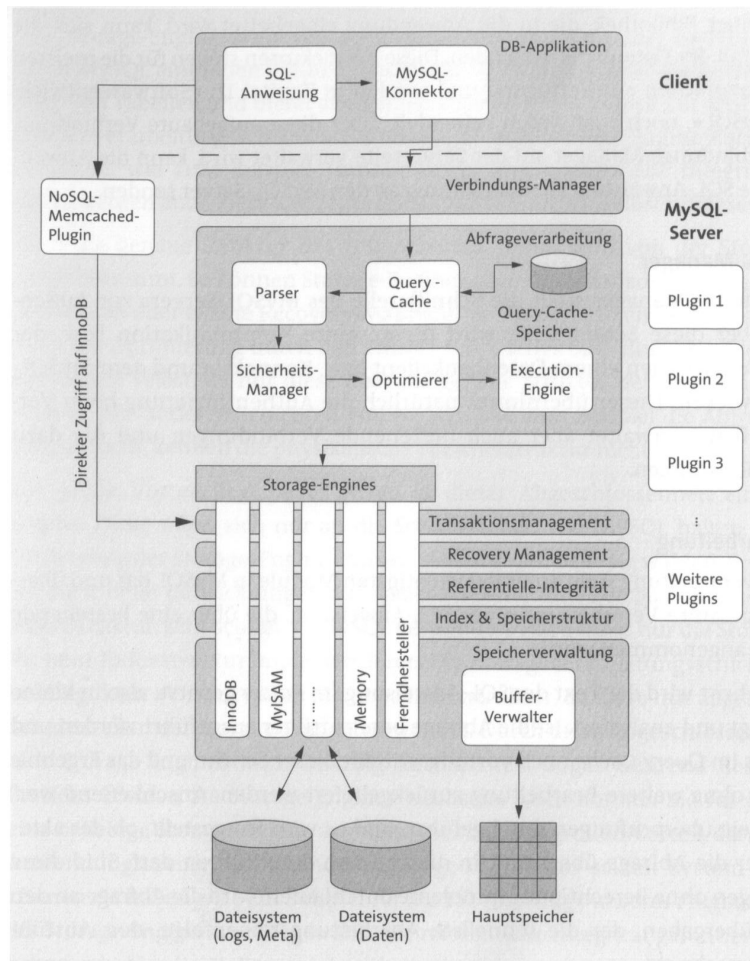 DB-Applikation
SQL-
Anweisung
MySQL-
Konnektor
Client
NoSQL-
Memcached-
Plugin
Verbindungs-Manager
MySQL-
Server
Abfrageverarbeitung
Parser
Query-
Cache
Query-Cache-
Speicher
Sicherheits-
Manager
Optimierer
Execution-
Engine
Plugin 1
Plugin 2
Plugin 3
...
Weitere
Plugins
Direkter Zugriff auf InnoDB
Storage-Engines
Transaktionsmanagement
Recovery Management
Referentielle-Integrität
Index & Speicherstruktur
Speicherverwaltung
InnoDB
MyISAM
... ...
Memory
Fremdhersteller
Buffer-
Verwalter
Dateisystem
(Logs, Meta)
Dateisystem
(Daten)
Hauptspeicher